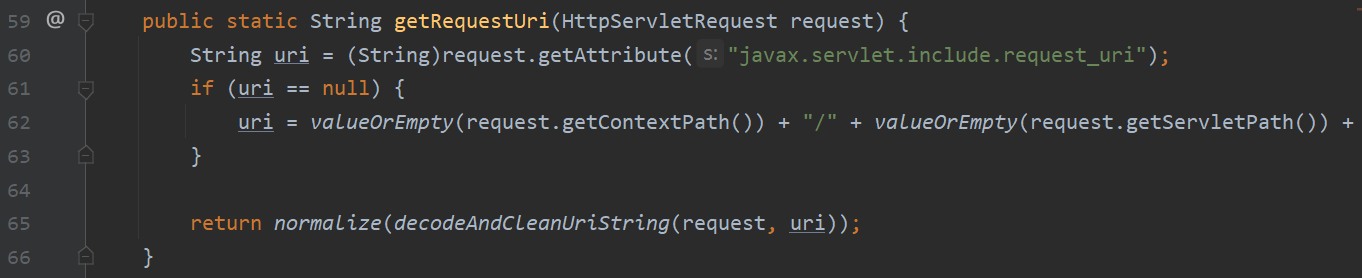 59 @ public static String getRequestUri(HttpServletRequest request) {
60 String uri = (String)request.getAttribute( s: "javax.servlet.include.request_uri");
61 if (uri == null) {
62 uri = valueOrEmpty(request.getContextPath()) + "/" + valueOrEmpty(request.getServletPath()) +
63 }
64
65 return normalize(decodeAndCleanUriString(request, uri));
66 }